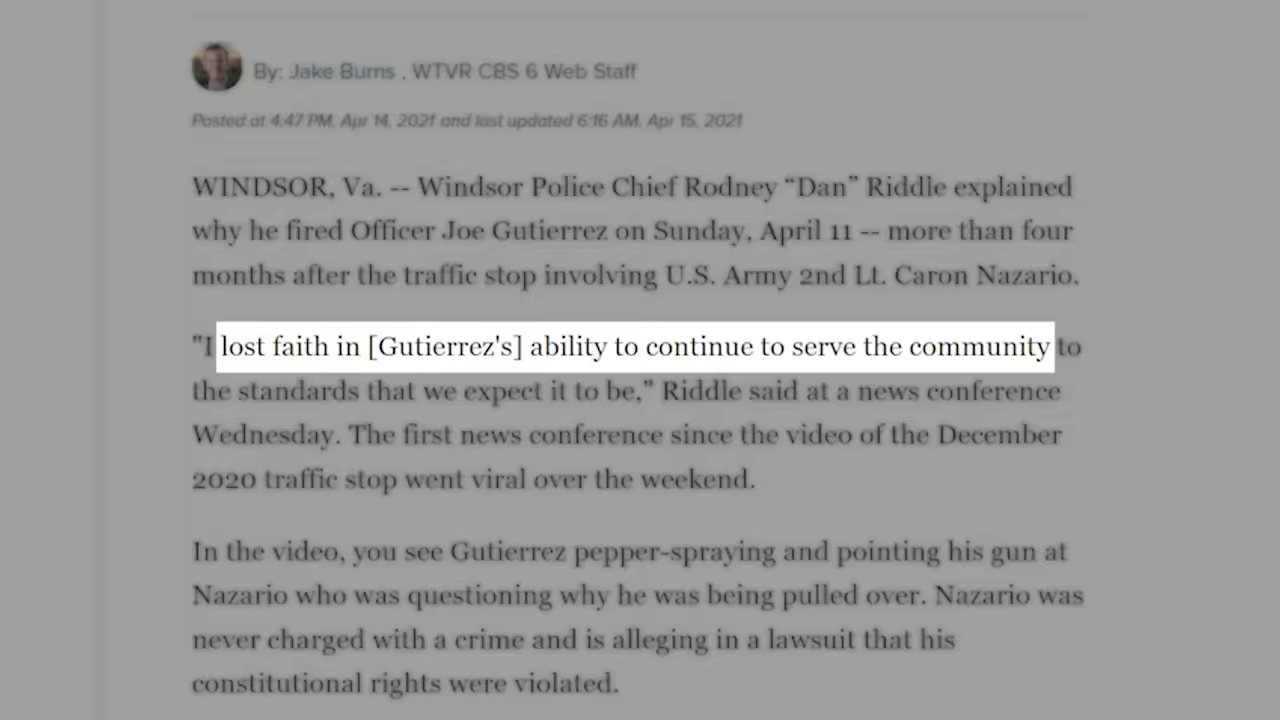 By: Jake Burns , WTVR CBS 6 Web Staff
Posted at 4:47 PM, Apr 14, 2021 and last updated 6:16 AM, Apr 15, 2021
WINDSOR, Va. -- Windsor Police Chief Rodney “Dan” Riddle explained
why he fired Officer Joe Gutierrez on Sunday, April 11 -- more than four
months after the traffic stop involving U.S. Army 2nd Lt. Caron Nazario.
"I lost faith in [Gutierrez's] ability to continue to serve the community to
the standards that we expect it to be," Riddle said at a news conference
Wednesday. The first news conference since the video of the December
2020 traffic stop went viral over the weekend.
In the video, you see Gutierrez pepper-spraying and pointing his gun at
Nazario who was questioning why he was being pulled over. Nazario was
never charged with a crime and is alleging in a lawsuit that his
constitutional rights were violated.